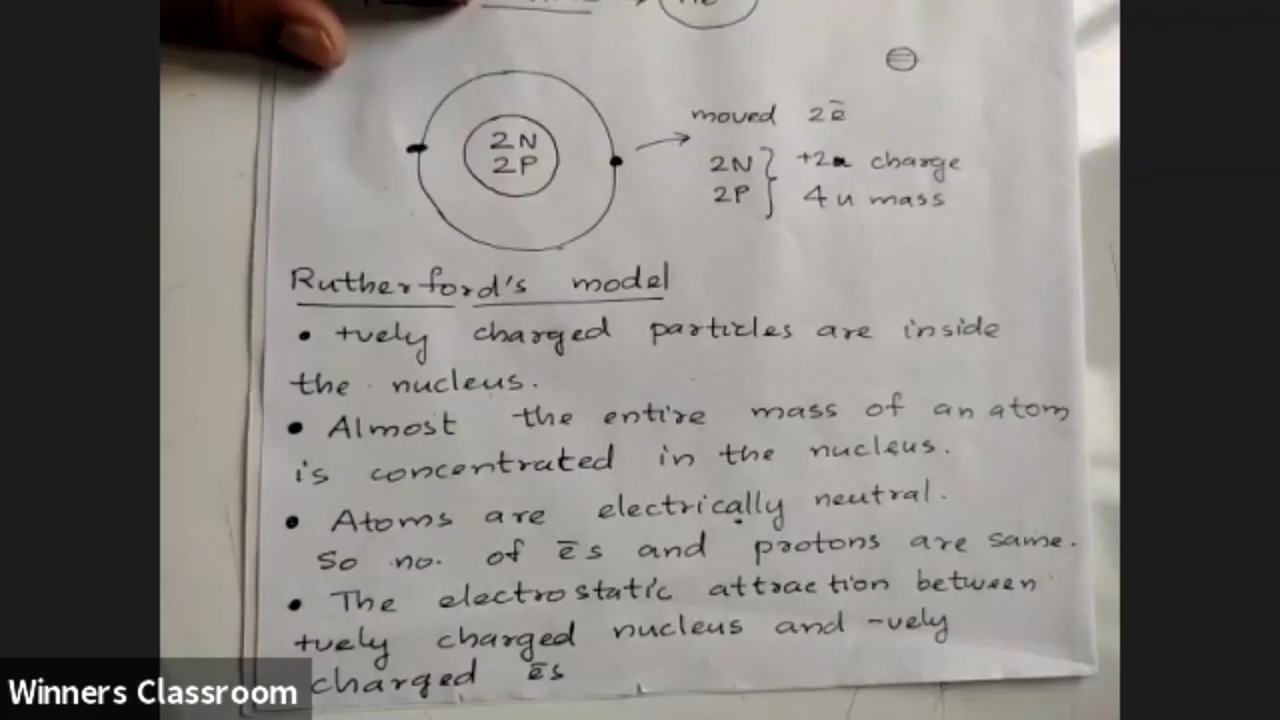 He
2N
2P
moved 2ē
2N } +2 charge
2P } 4 u mass
Rutherford's model
• +vely charged particles are inside
the nucleus.
• Almost the entire mass of an atom
is concentrated in the nucleus.
• Atoms are electrically neutral.
So no. of ēs and protons are same.
• The electrostatic attraction between
+vely charged nucleus and -vely
charged ēs
Winners Classroom